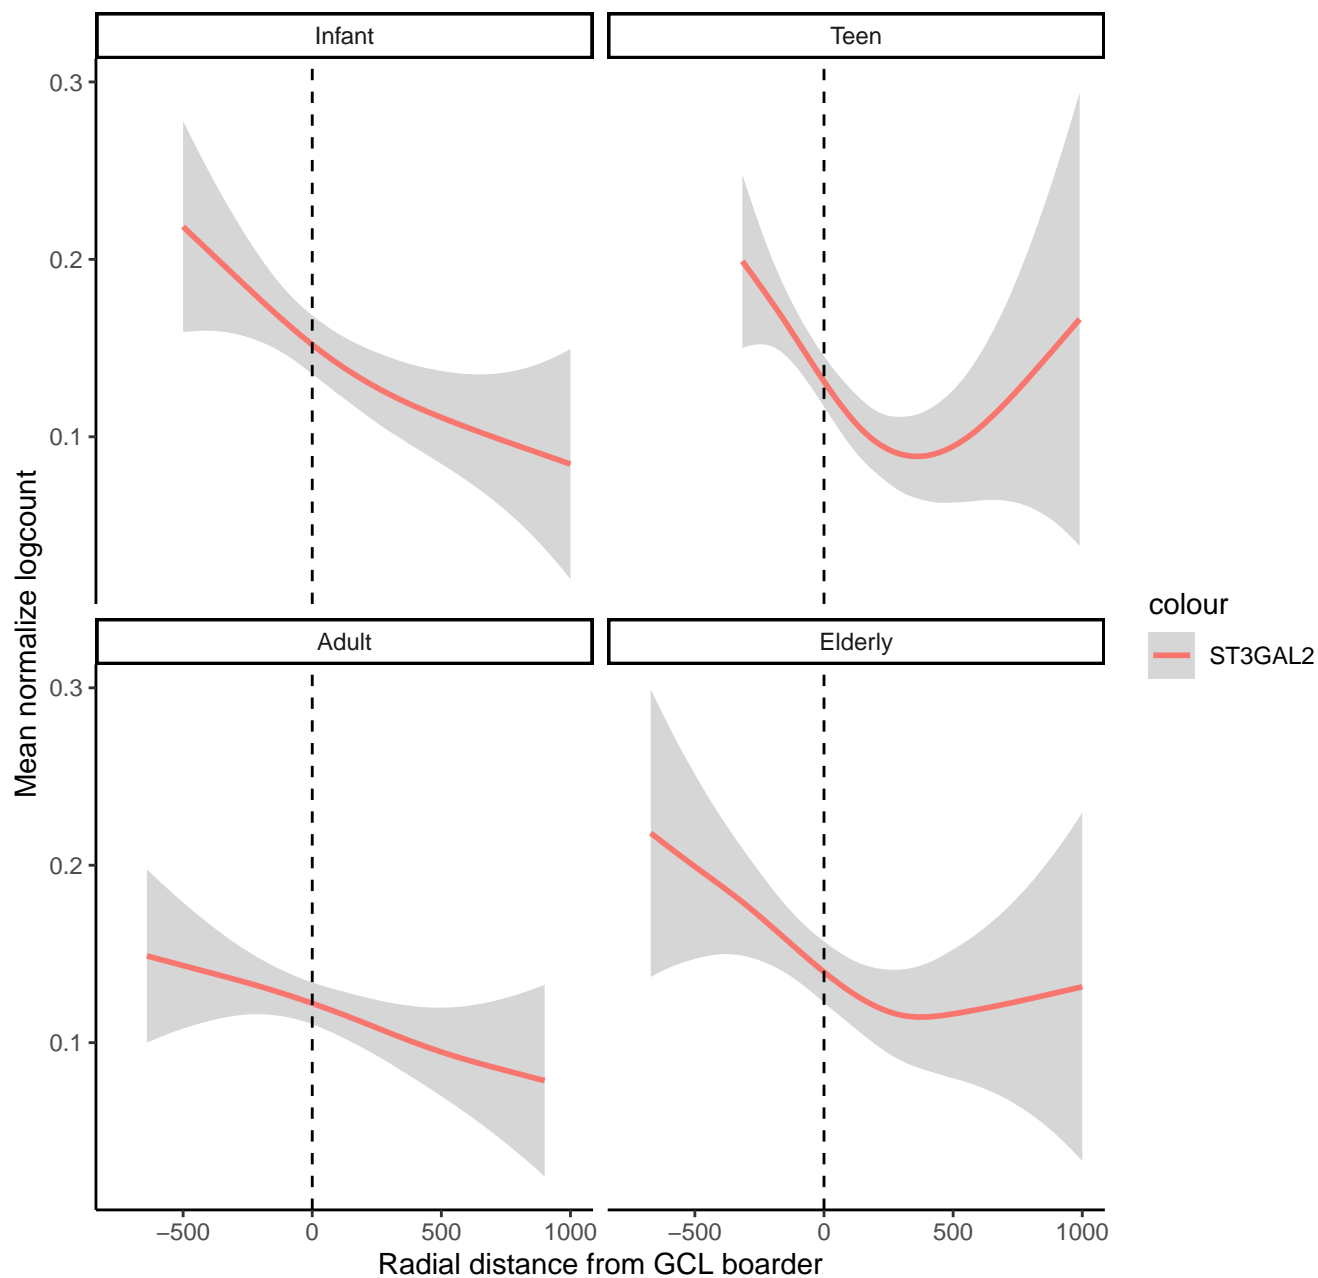 Infant
Teen
0.3
0.2
0.1
Mean normalize logcount
colour
ST3GAL2
Adult
Elderly
0.3
0.2
0.1
−500 0 500 1000
−500 0 500 1000
Radial distance from GCL boarder